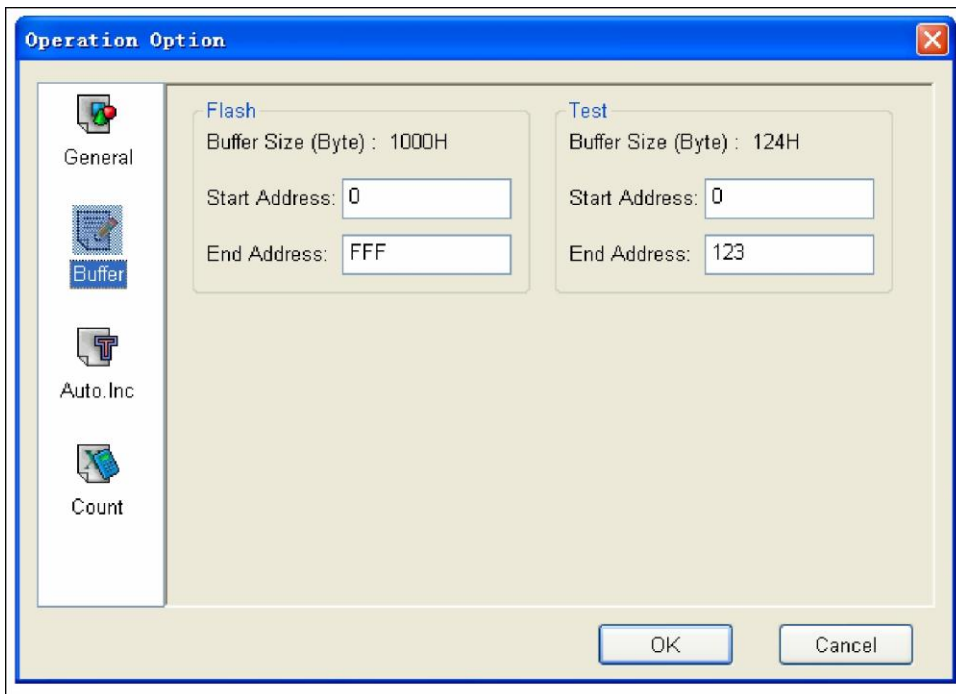 Operation Option
General
Buffer
Auto.Inc
Count
Flash
Buffer Size (Byte) : 1000H
Start Address: 0
End Address: FFF
Test
Buffer Size (Byte) : 124H
Start Address: 0
End Address: 123
OK
Cancel